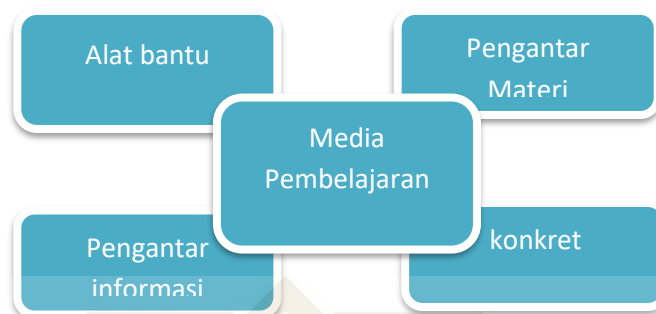 Alat bantu
Pengantar
Materi
Media
Pembelajaran
Pengantar
informasi
konkret